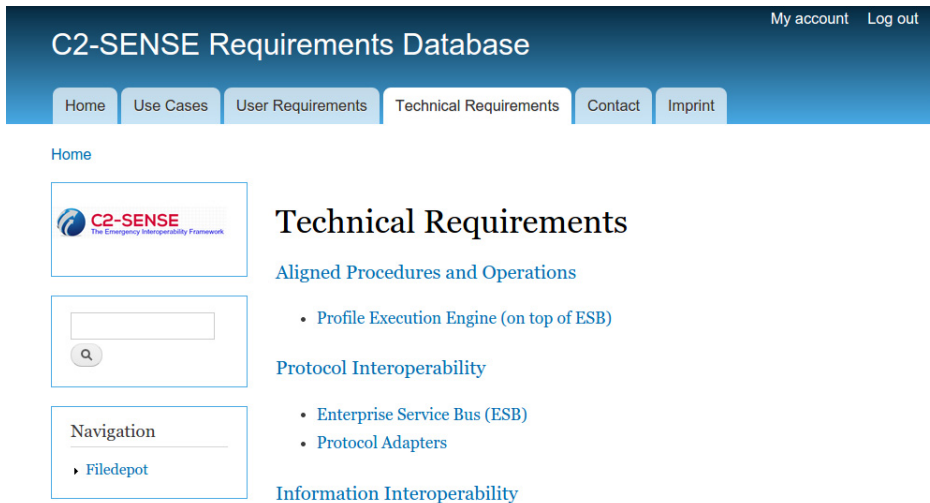 My account Log out
C2-SENSE Requirements Database
Home Use Cases User Requirements Technical Requirements Contact Imprint
Home
C2-SENSE
The Emergency Interoperability Framework
Technical Requirements
Aligned Procedures and Operations
Profile Execution Engine (on top of ESB)
Protocol Interoperability
Enterprise Service Bus (ESB)
Protocol Adapters
Navigation
Filedepot
Information Interoperability